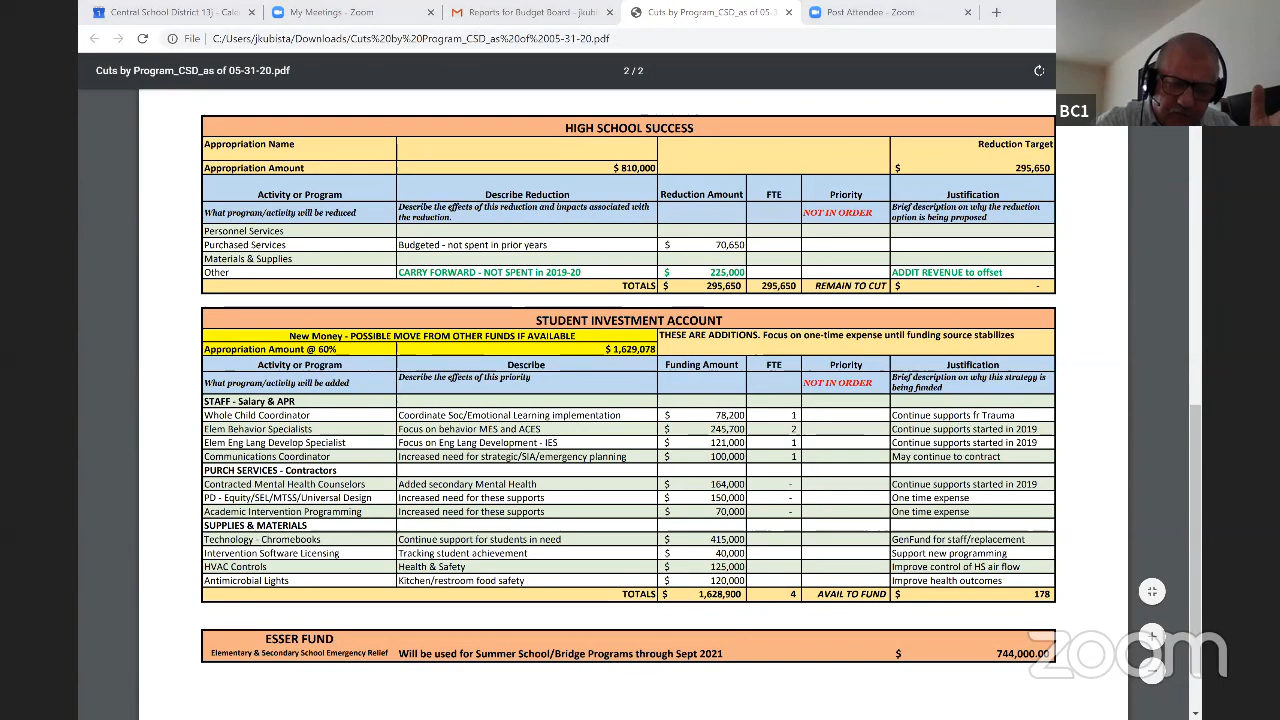 Central School District 13j - Cale
My Meetings - Zoom
Reports for Budget Board - jkubi
Cuts by Program_CSD_as of 05-3
Post Attendee - Zoom
File
C:/Users/jkubista/Downloads/Cuts%20by%20Program_CSD_as%20of%2005-31-20.pdf
Cuts by Program_CSD_as of 05-31-20.pdf
2/2
BC1
HIGH SCHOOL SUCCESS
Appropriation Name Reduction Target
Appropriation Amount $ 810,000 $ 295,650
Activity or Program Describe Reduction Reduction Amount FTE Priority Justification
What program/activity will be reduced Describe the effects of this reduction and impacts associated with the reduction. NOT IN ORDER Brief description on why the reduction option is being proposed
Personnel Services
Purchased Services Budgeted - not spent in prior years $ 70,650
Materials & Supplies
Other CARRY FORWARD - NOT SPENT in 2019-20 $ 225,000 ADDIT REVENUE to offset
TOTALS $ 295,650 295,650 REMAIN TO CUT $ -
STUDENT INVESTMENT ACCOUNT
New Money - POSSIBLE MOVE FROM OTHER FUNDS IF AVAILABLE THESE ARE ADDITIONS. Focus on one-time expense until funding source stabilizes
Appropriation Amount @ 60% $ 1,629,078
Activity or Program Describe Funding Amount FTE Priority Justification
What program/activity will be added Describe the effects of this priority NOT IN ORDER Brief description on why this strategy is being funded
STAFF - Salary & APR
Whole Child Coordinator Coordinate Soc/Emotional Learning implementation $ 78,200 1 Continue supports fr Trauma
Elem Behavior Specialists Focus on behavior MES and ACES $ 245,700 2 Continue supports started in 2019
Elem Eng Lang Develop Specialist Focus on Eng Lang Development - IES $ 121,000 1 Continue supports started in 2019
Communications Coordinator Increased need for strategic/SIA/emergency planning $ 100,000 1 May continue to contract
PURCH SERVICES - Contractors
Contracted Mental Health Counselors Added secondary Mental Health $ 164,000 - Continue supports started in 2019
PD - Equity/SEL/MTSS/Universal Design Increased need for these supports $ 150,000 - One time expense
Academic Intervention Programming Increased need for these supports $ 70,000 - One time expense
SUPPLIES & MATERIALS
Technology - Chromebooks Continue support for students in need $ 415,000 GenFund for staff/replacement
Intervention Software Licensing Tracking student achievement $ 40,000 Support new programming
HVAC Controls Health & Safety $ 125,000 Improve control of HS air flow
Antimicrobial Lights Kitchen/restroom food safety $ 120,000 Improve health outcomes
TOTALS $ 1,628,900 4 AVAIL TO FUND $ 178
ESSER FUND
Elementary & Secondary School Emergency Relief Will be used for Summer School/Bridge Programs through Sept 2021 $ 744,000.00
zoom